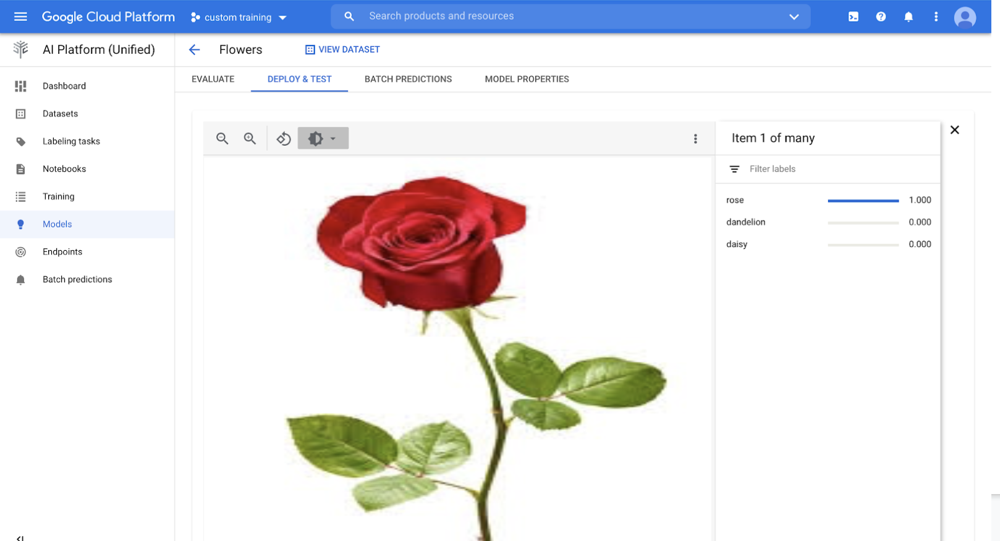 Google Cloud Platform
custom training
Search products and resources
AI Platform (Unified)
Flowers
VIEW DATASET
EVALUATE
DEPLOY & TEST
BATCH PREDICTIONS
MODEL PROPERTIES
Dashboard
Datasets
Labeling tasks
Notebooks
Training
Models
Endpoints
Batch predictions
Item 1 of many
Filter labels
rose 1.000
dandelion 0.000
daisy 0.000